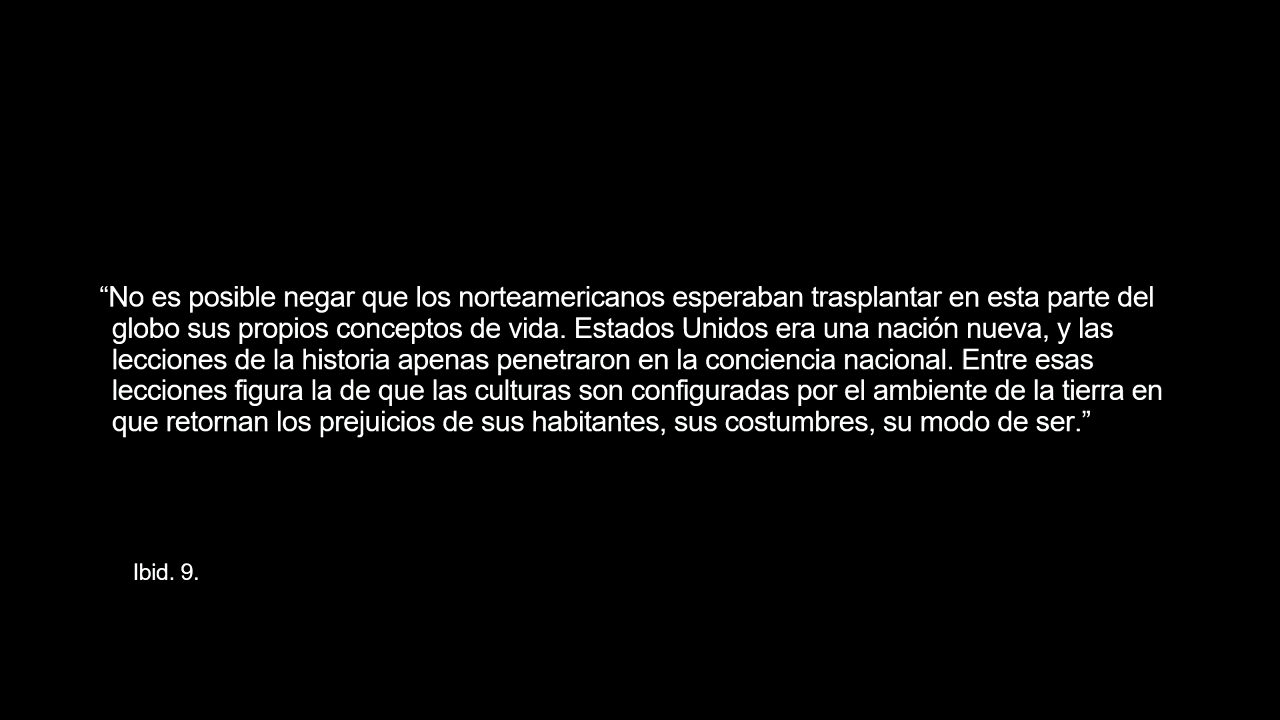 “No es posible negar que los norteamericanos esperaban trasplantar en esta parte del
globo sus propios conceptos de vida. Estados Unidos era una nación nueva, y las
lecciones de la historia apenas penetraron en la conciencia nacional. Entre esas
lecciones figura la de que las culturas son configuradas por el ambiente de la tierra en
que retornan los prejuicios de sus habitantes, sus costumbres, su modo de ser.”
Ibid. 9.